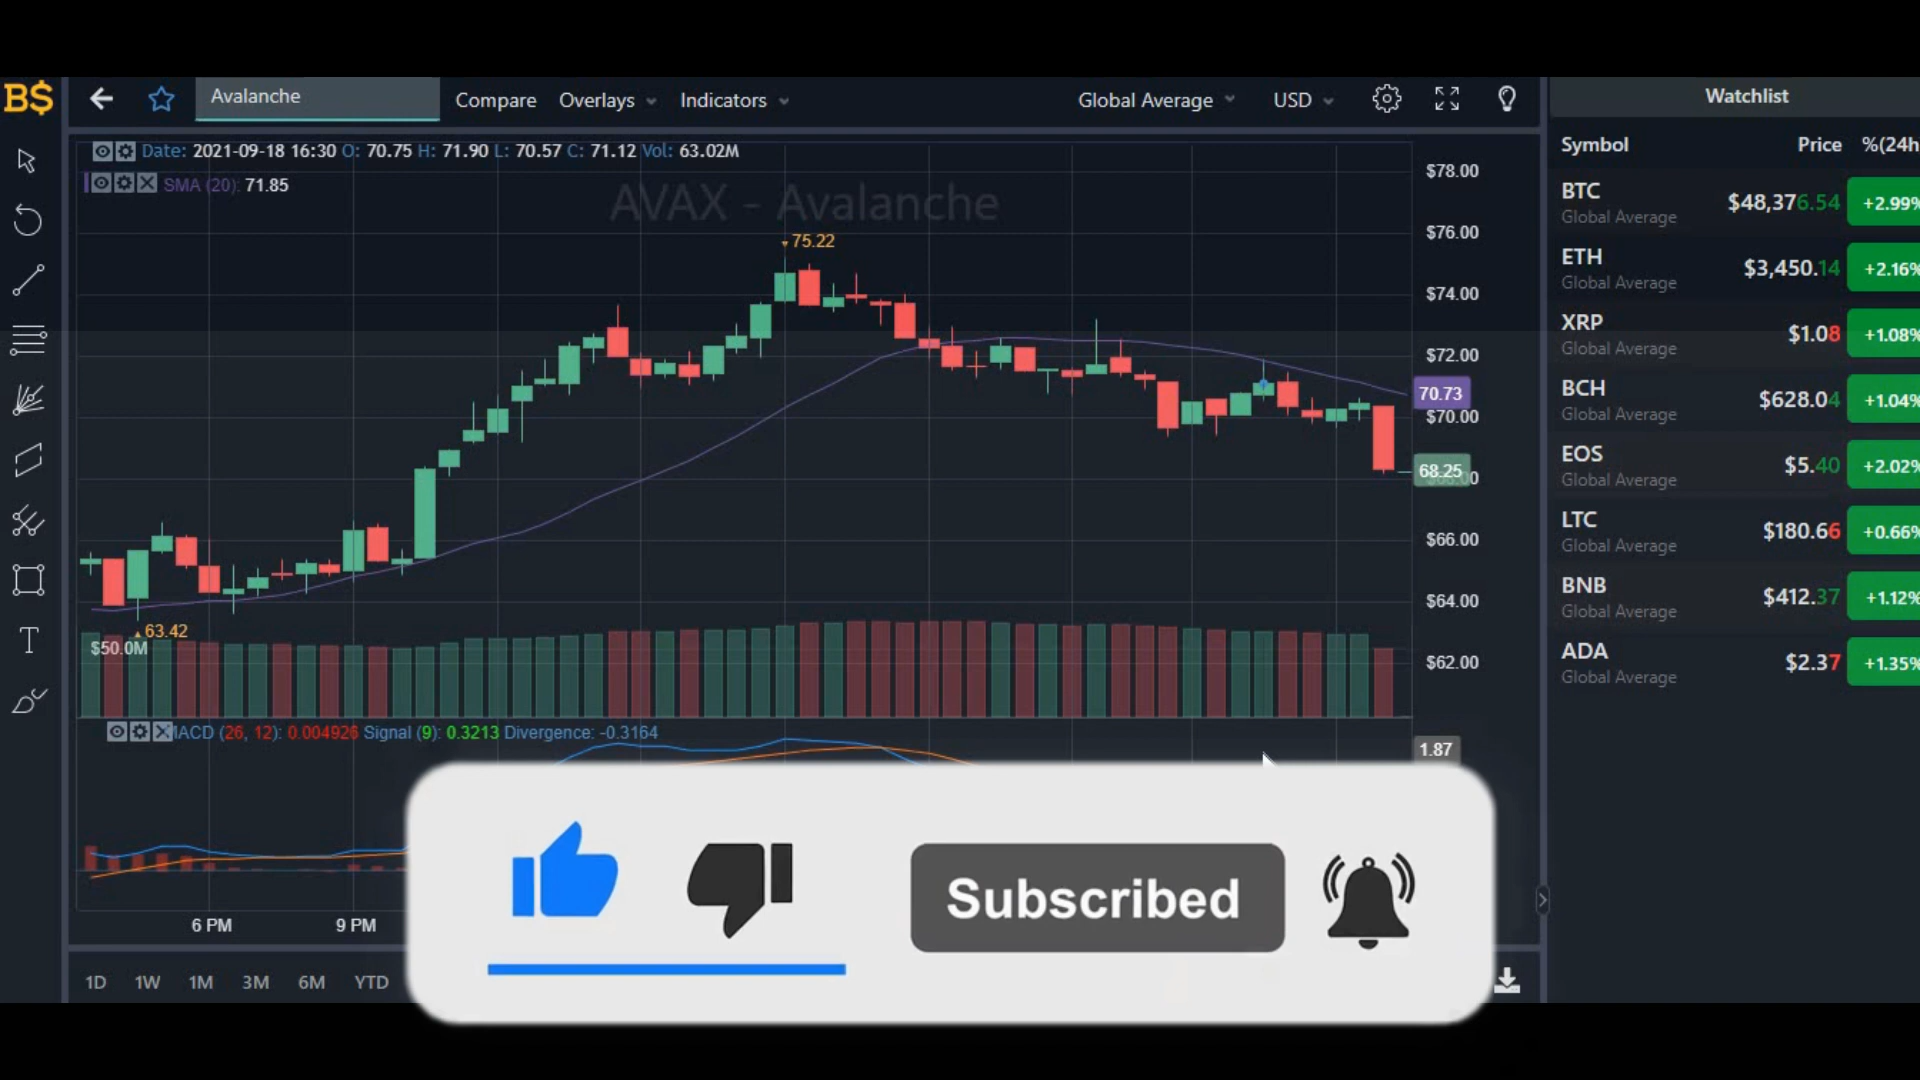 B$
Avalanche
Compare
Overlays
Indicators
Global Average
USD
Date: 2021-09-18 16:30 O: 70.75 H: 71.90 L: 70.57 C: 71.12 Vol: 63.02M
SMA (20): 71.85
AVAX - Avalanche
75.22
63.42
$50.0M
$78.00
$76.00
$74.00
$72.00
70.73
$70.00
68.25
$66.00
$64.00
$62.00
MACD (26, 12): 0.004926 Signal (9): 0.3213 Divergence: -0.3164
1.87
6 PM
9 PM
1D
1W
1M
3M
6M
YTD
Subscribed
Watchlist
Symbol Price %(24h
BTC $48,376.54 +2.99%
Global Average
ETH $3,450.14 +2.16%
Global Average
XRP $1.08 +1.08%
Global Average
BCH $628.04 +1.04%
Global Average
EOS $5.40 +2.02%
Global Average
LTC $180.66 +0.66%
Global Average
BNB $412.37 +1.12%
Global Average
ADA $2.37 +1.35%
Global Average